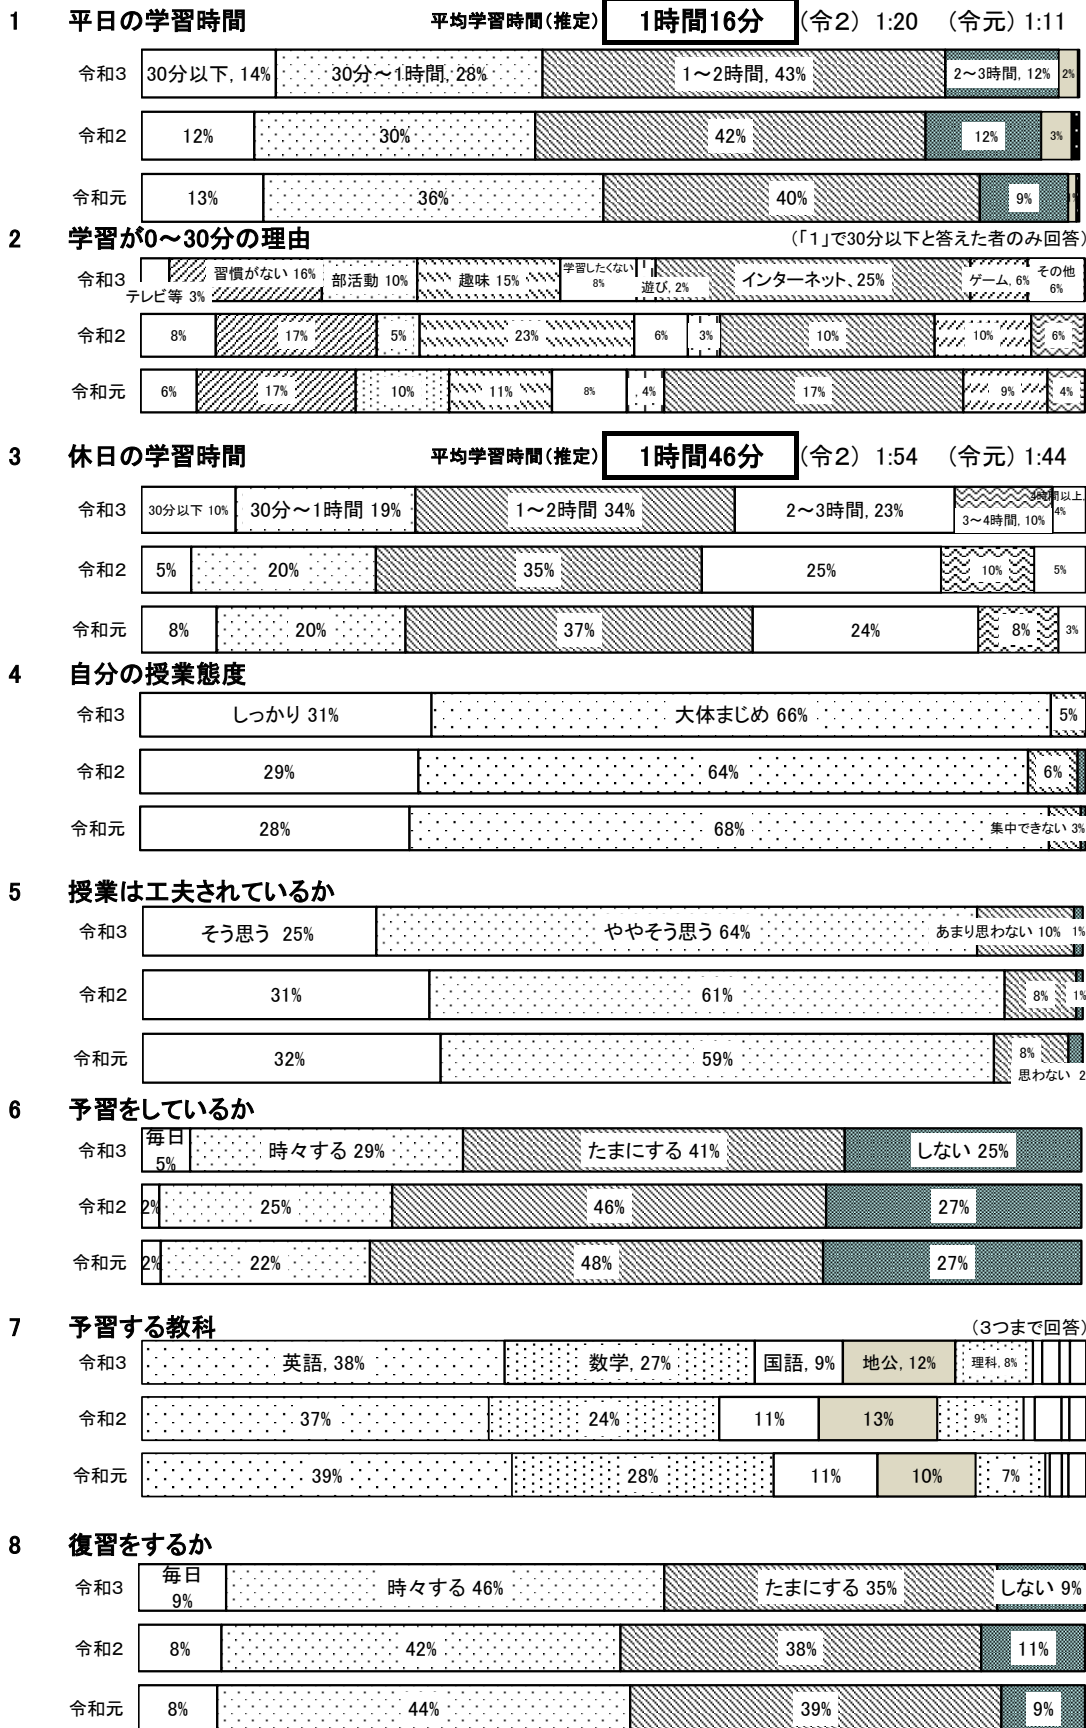 1 平日の学習時間 平均学習時間(推定) 1時間16分 (令2) 1:20 (令元) 1:11
令和3 30分以下, 14% 30分～1時間, 28% 1～2時間, 43% 2～3時間, 12% 2%
令和2 12% 30% 42% 12% 3%
令和元 13% 36% 40% 9%
2 学習が0～30分の理由 (「1」で30分以下と答えた者のみ回答)
令和3 テレビ等 3% 習慣がない 16% 部活動 10% 趣味 15% 学習したくない 8% 遊び, 2% インターネット、25% ゲーム, 6% その他 6%
令和2 8% 17% 5% 23% 6% 3% 10% 10% 6%
令和元 6% 17% 10% 11% 8% 4% 17% 9% 4%
3 休日の学習時間 平均学習時間(推定) 1時間46分 (令2) 1:54 (令元) 1:44
令和3 30分以下 10% 30分～1時間 19% 1～2時間 34% 2～3時間, 23% 3～4時間, 10% 4時間以上, 4%
令和2 5% 20% 35% 25% 10% 5%
令和元 8% 20% 37% 24% 8% 3%
4 自分の授業態度
令和3 しっかり 31% 大体まじめ 66% 5%
令和2 29% 64% 6%
令和元 28% 68% 集中できない 3%
5 授業は工夫されているか
令和3 そう思う 25% ややそう思う 64% あまり思わない 10% 1%
令和2 31% 61% 8% 1%
令和元 32% 59% 8% 思わない 2
6 予習をしているか
令和3 毎日 5% 時々する 29% たまにする 41% しない 25%
令和2 2% 25% 46% 27%
令和元 2% 22% 48% 27%
7 予習する教科 (3つまで回答)
令和3 英語, 38% 数学, 27% 国語, 9% 地公, 12% 理科, 8%
令和2 37% 24% 11% 13% 9%
令和元 39% 28% 11% 10% 7%
8 復習をするか
令和3 毎日 9% 時々する 46% たまにする 35% しない 9%
令和2 8% 42% 38% 11%
令和元 8% 44% 39% 9%